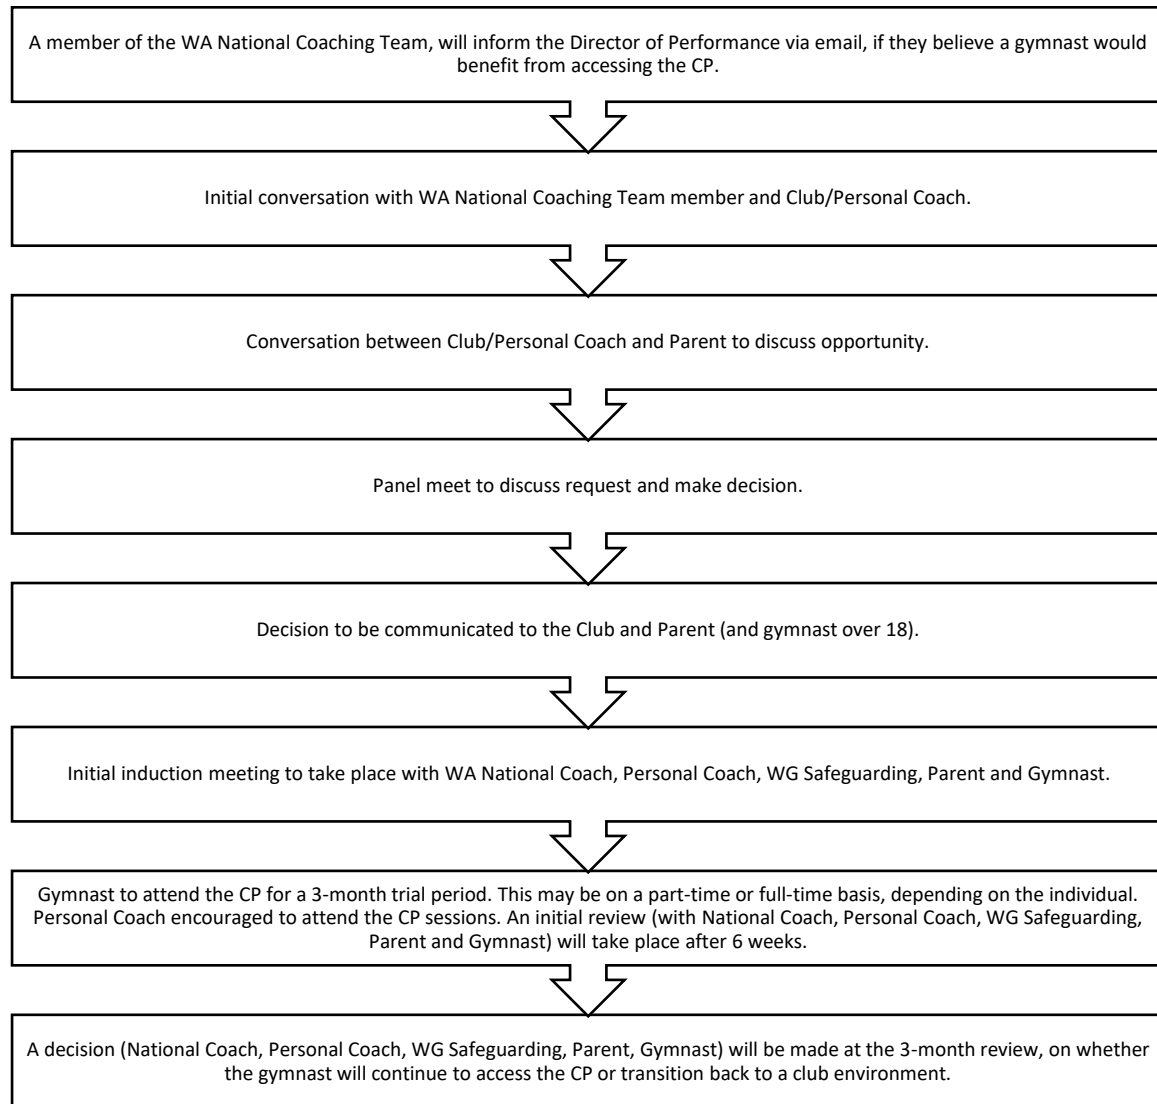 A member of the WA National Coaching Team, will inform the Director of Performance via email, if they believe a gymnast would
benefit from accessing the CP.
Initial conversation with WA National Coaching Team member and Club/Personal Coach.
Conversation between Club/Personal Coach and Parent to discuss opportunity.
Panel meet to discuss request and make decision.
Decision to be communicated to the Club and Parent (and gymnast over 18).
Initial induction meeting to take place with WA National Coach, Personal Coach, WG Safeguarding, Parent and Gymnast.
Gymnast to attend the CP for a 3-month trial period. This may be on a part-time or full-time basis, depending on the individual.
Personal Coach encouraged to attend the CP sessions. An initial review (with National Coach, Personal Coach, WG Safeguarding,
Parent and Gymnast) will take place after 6 weeks.
A decision (National Coach, Personal Coach, WG Safeguarding, Parent, Gymnast) will be made at the 3-month review, on whether
the gymnast will continue to access the CP or transition back to a club environment.